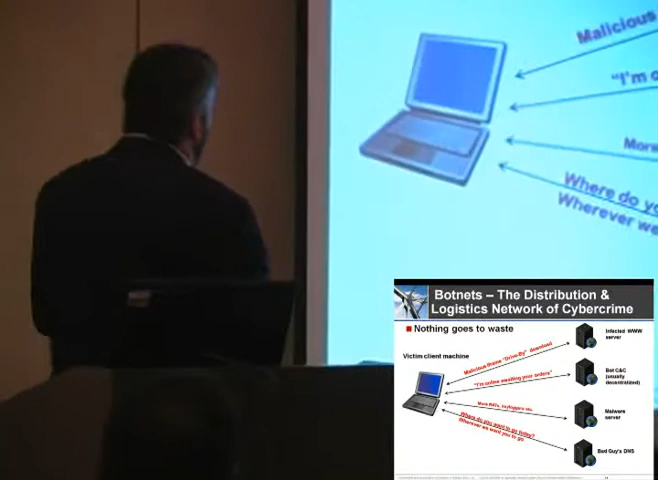 Malicious
"I'm
More
Where do yo
Wherever we
Botnets – The Distribution &
Logistics Network of Cybercrime
Nothing goes to waste
Victim client machine
Malicious iframe "Drive-By" download
"I'm online awaiting your orders"
More RATs, keyloggers etc.
Where do you want to go today?
Wherever we want you to go
Infected WWW
server
Bot C&C
(usually
decentralized)
Malware
server
Bad Guy's DNS